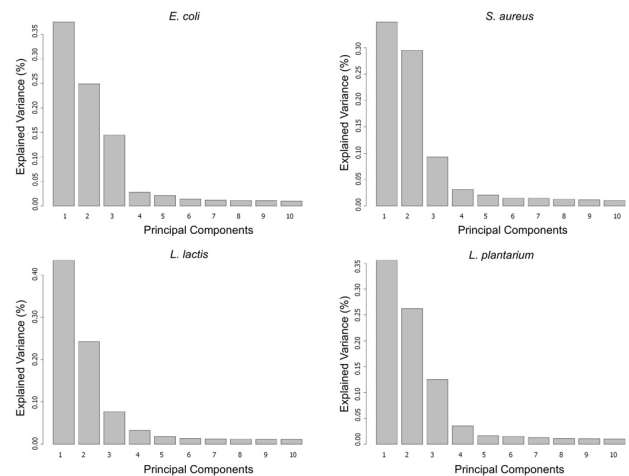 E. coli
Explained Variance (%)
0.35
0.30
0.25
0.20
0.15
0.10
0.05
0.00
1 2 3 4 5 6 7 8 9 10
Principal Components
S. aureus
Explained Variance (%)
0.35
0.30
0.25
0.20
0.15
0.10
0.05
0.00
1 2 3 4 5 6 7 8 9 10
Principal Components
L. lactis
Explained Variance (%)
0.40
0.30
0.20
0.10
0.00
1 2 3 4 5 6 7 8 9 10
Principal Components
L. plantarium
Explained Variance (%)
0.35
0.30
0.25
0.20
0.15
0.10
0.05
0.00
1 2 3 4 5 6 7 8 9 10
Principal Components